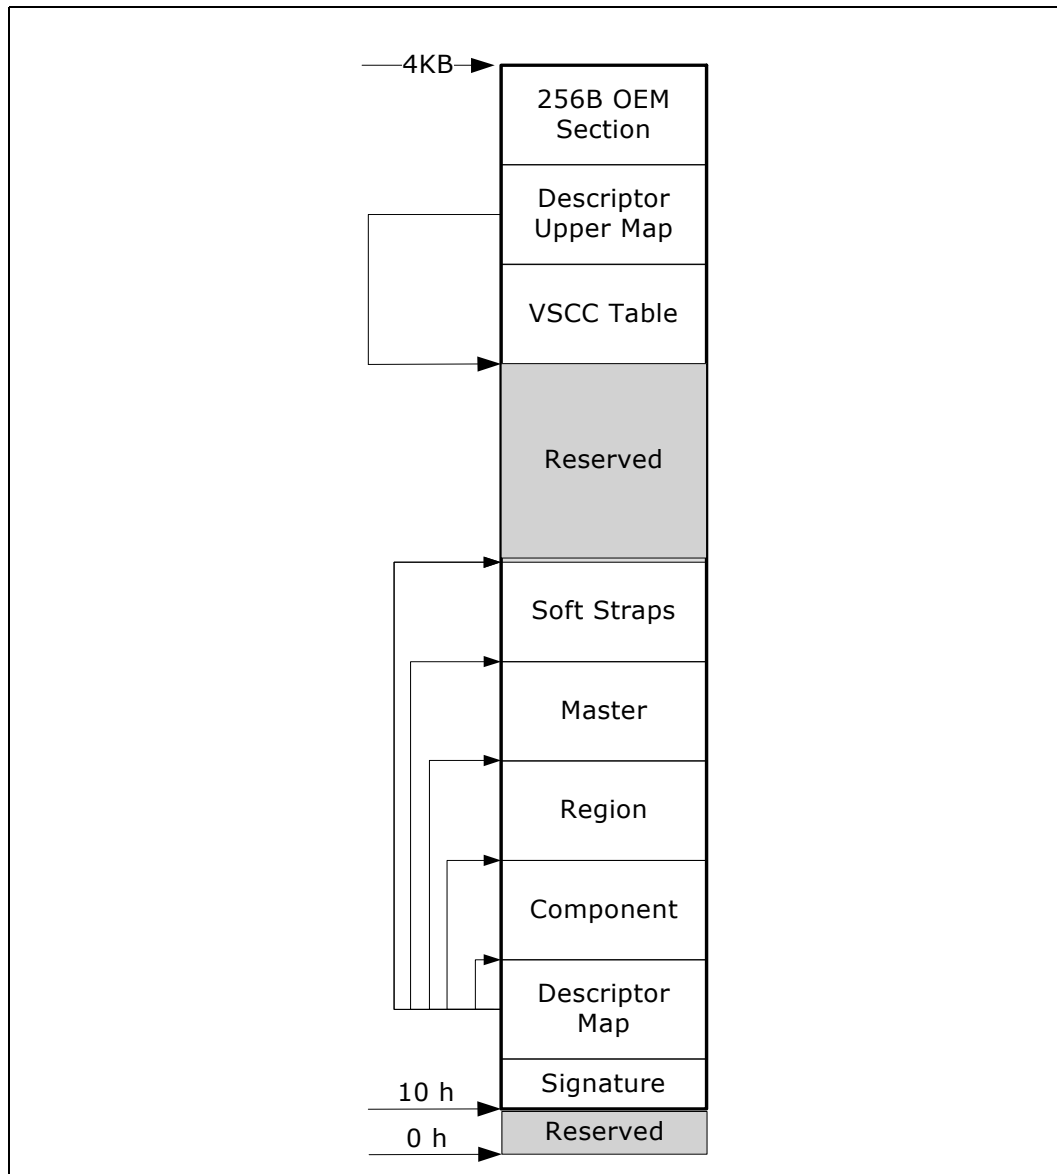 4KB
256B OEM
Section
Descriptor
Upper Map
VSCC Table
Reserved
Soft Straps
Master
Region
Component
Descriptor
Map
Signature
10 h
Reserved
0 h